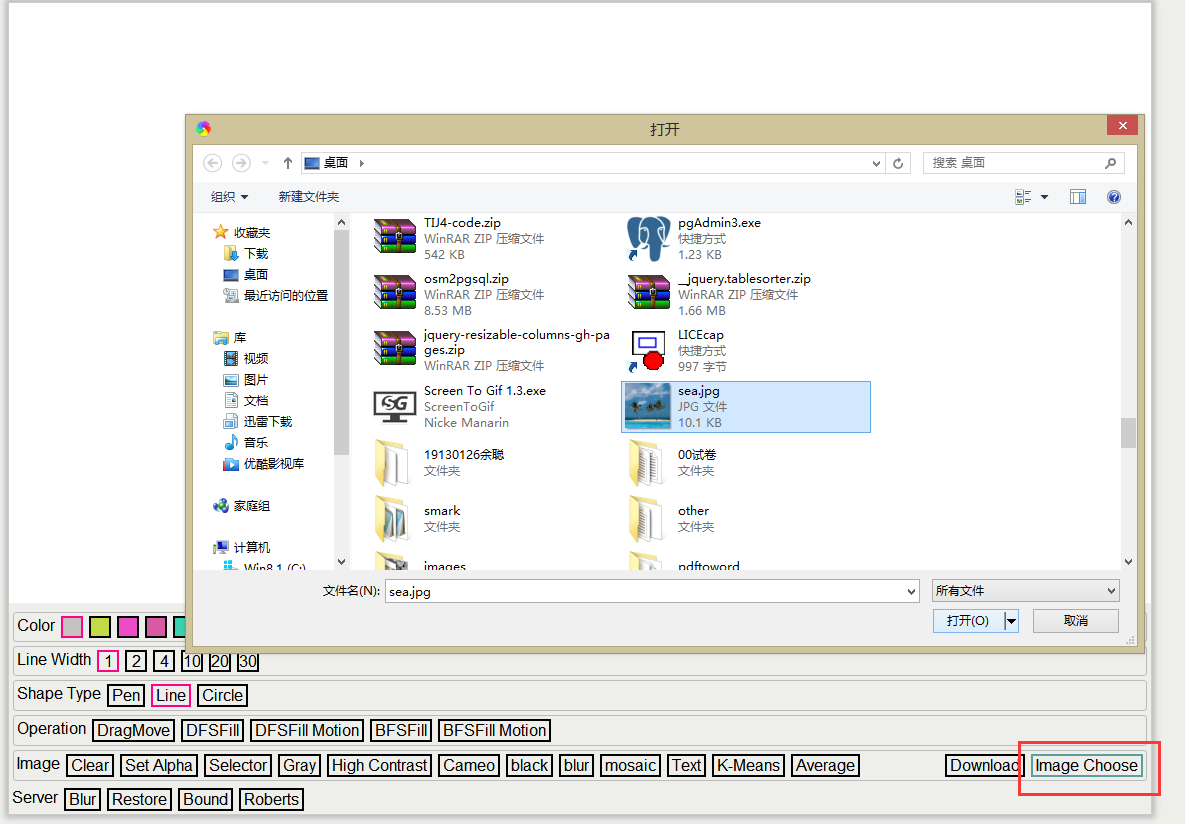 打开
桌面
搜索 桌面
组织
新建文件夹
收藏夹
下载
桌面
最近访问的位置
库
视频
图片
文档
迅雷下载
音乐
优酷影视库
家庭组
计算机
Win8.1 (C:)
TIJ4-code.zip
WinRAR ZIP 压缩文件
542 KB
pgAdmin3.exe
快捷方式
1.23 KB
osm2pgsql.zip
WinRAR ZIP 压缩文件
8.53 MB
__jquery.tablesorter.zip
WinRAR ZIP 压缩文件
1.66 MB
jquery-resizable-columns-gh-pa
ges.zip
WinRAR ZIP 压缩文件
LICEcap
快捷方式
997 字节
Screen To Gif 1.3.exe
ScreenToGif
Nicke Manarin
SG
sea.jpg
JPG 文件
10.1 KB
19130126余聪
文件夹
00试卷
文件夹
smark
文件夹
other
文件夹
images
pdftoword
文件名(N): sea.jpg 所有文件
打开(O) 取消
Color
Line Width 1 2 4 10 20 30
Shape Type Pen Line Circle
Operation DragMove DFSFill DFSFill Motion BFSFill BFSFill Motion
Image Clear Set Alpha Selector Gray High Contrast Cameo black blur mosaic Text K-Means Average Download Image Choose
Server Blur Restore Bound Roberts